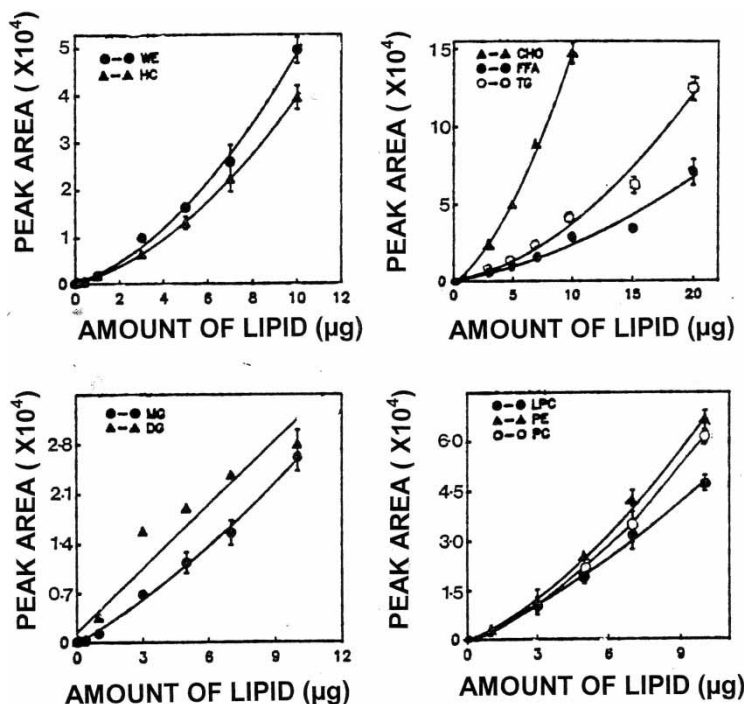 PEAK AREA ( X10⁴)
5
4
3
2
1
0
WE
HC
0 2 4 6 8 10 12
AMOUNT OF LIPID (µg)
PEAK AREA (X10⁴)
15
10
5
0
CHO
FFA
TG
0 5 10 15 20
AMOUNT OF LIPID (µg)
PEAK AREA ( X10⁴)
2·8
2·1
1·4
0·7
0
MG
DG
0 3 6 9 12
AMOUNT OF LIPID (µg)
PEAK AREA ( X10⁴)
6·0
4·5
3·0
1·5
0
LPC
PE
PC
0 3 6 9
AMOUNT OF LIPID (µg)